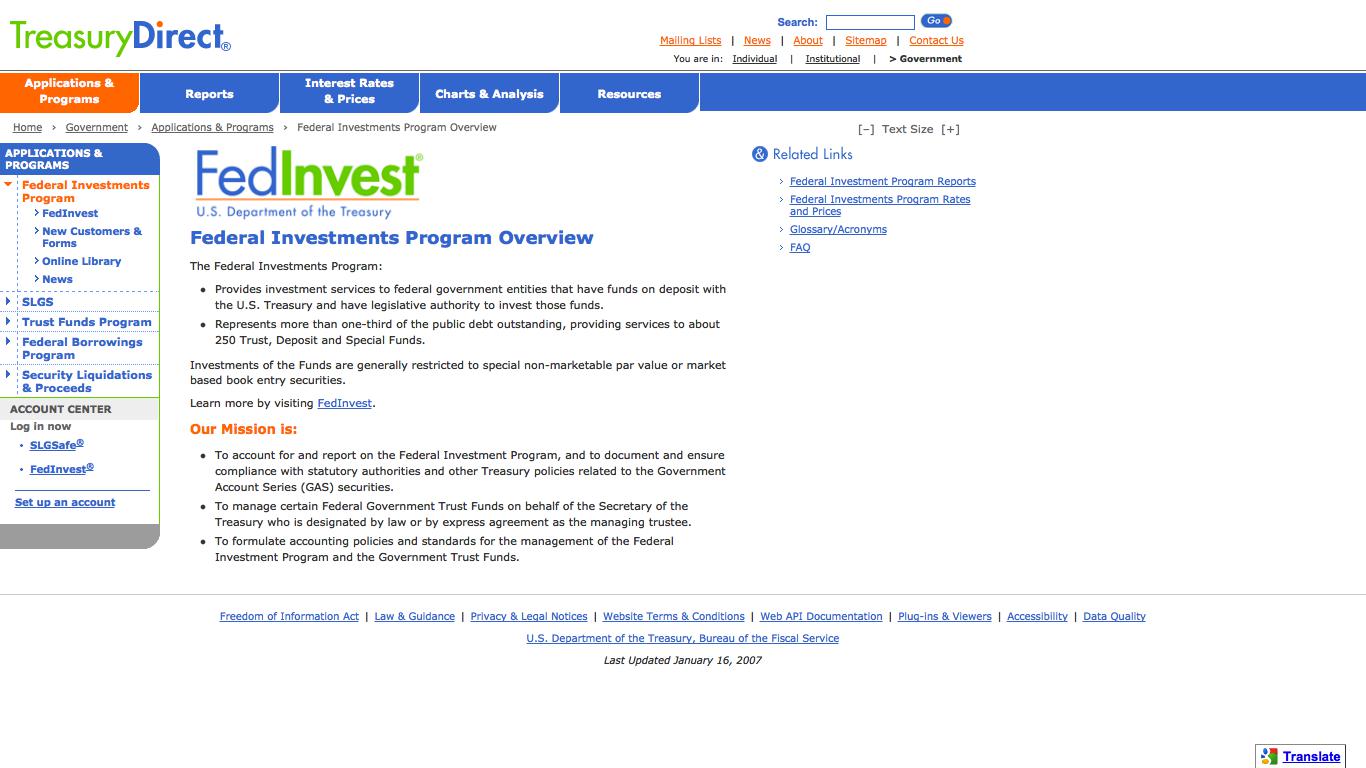 TreasuryDirect®
Search:
Go
Mailing Lists | News | About | Sitemap | Contact Us
You are in: Individual | Institutional | > Government
Applications & Programs
Reports
Interest Rates & Prices
Charts & Analysis
Resources
Home › Government › Applications & Programs › Federal Investments Program Overview
[–] Text Size [+]
APPLICATIONS &
PROGRAMS
Federal Investments
Program
FedInvest
New Customers &
Forms
Online Library
News
SLGS
Trust Funds Program
Federal Borrowings
Program
Security Liquidations
& Proceeds
ACCOUNT CENTER
Log in now
• SLGSafe®
• FedInvest®
Set up an account
FedInvest®
U.S. Department of the Treasury
Federal Investments Program Overview
The Federal Investments Program:
• Provides investment services to federal government entities that have funds on deposit with
the U.S. Treasury and have legislative authority to invest those funds.
• Represents more than one-third of the public debt outstanding, providing services to about
250 Trust, Deposit and Special Funds.
Investments of the Funds are generally restricted to special non-marketable par value or market
based book entry securities.
Learn more by visiting FedInvest.
Our Mission is:
• To account for and report on the Federal Investment Program, and to document and ensure
compliance with statutory authorities and other Treasury policies related to the Government
Account Series (GAS) securities.
• To manage certain Federal Government Trust Funds on behalf of the Secretary of the
Treasury who is designated by law or by express agreement as the managing trustee.
• To formulate accounting policies and standards for the management of the Federal
Investment Program and the Government Trust Funds.
& Related Links
› Federal Investment Program Reports
› Federal Investments Program Rates
and Prices
› Glossary/Acronyms
› FAQ
Freedom of Information Act | Law & Guidance | Privacy & Legal Notices | Website Terms & Conditions | Web API Documentation | Plug-ins & Viewers | Accessibility | Data Quality
U.S. Department of the Treasury, Bureau of the Fiscal Service
Last Updated January 16, 2007
Translate